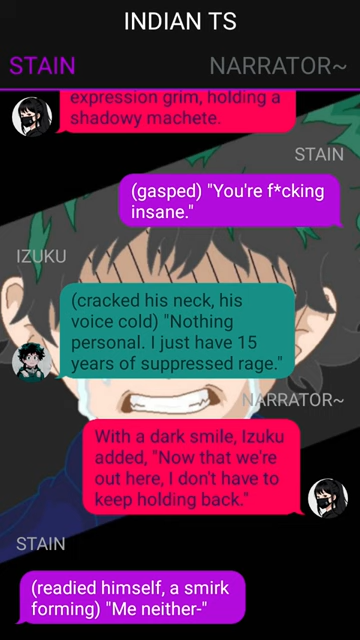 INDIAN TS
STAIN
NARRATOR~
expression grim, holding a
shadowy machete.
STAIN
(gasped) "You're f*cking
insane."
IZUKU
(cracked his neck, his
voice cold) "Nothing
personal. I just have 15
years of suppressed rage."
NARRATOR~
With a dark smile, Izuku
added, "Now that we're
out here, I don't have to
keep holding back."
STAIN
(readied himself, a smirk
forming) "Me neither-"